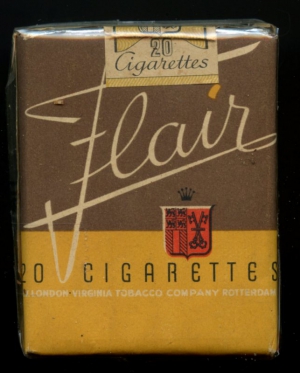 20
Cigarettes
Flair
20 CIGARETTES
LONDON VIRGINIA TOBACCO COMPANY ROTTERDAM